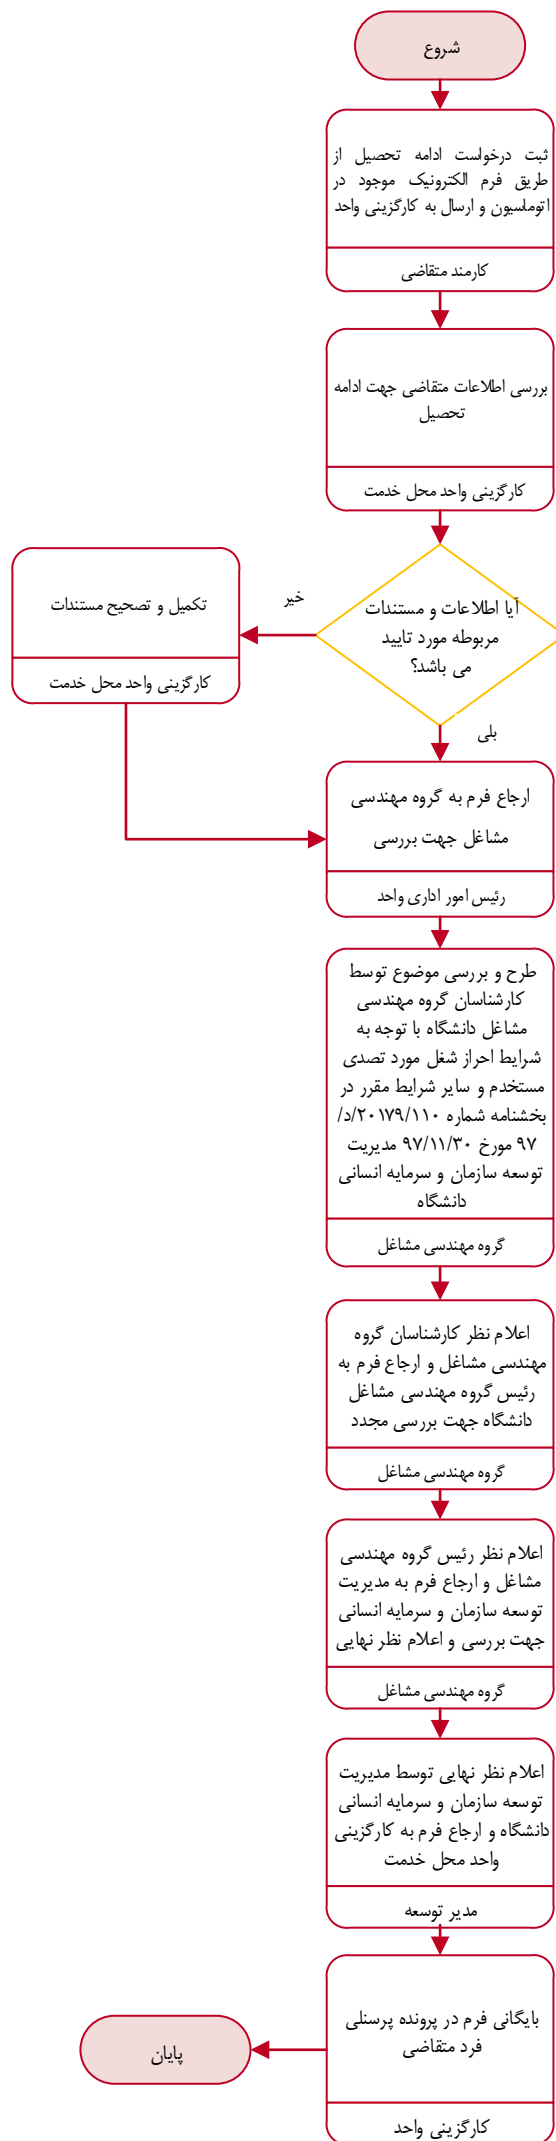 شروع
ثبت درخواست ادامه تحصیل از
طریق فرم الکترونیک موجود در
اتوماسیون و ارسال به کارگزینی واحد
کارمند متقاضی
بررسی اطلاعات متقاضی جهت ادامه
تحصیل
کارگزینی واحد محل خدمت
آیا اطلاعات و مستندات
مربوطه مورد تایید
می باشد؟
خیر
تکمیل و تصحیح مستندات
کارگزینی واحد محل خدمت
بلی
ارجاع فرم به گروه مهندسی
مشاغل جهت بررسی
رئیس امور اداری واحد
طرح و بررسی موضوع توسط
کارشناسان گروه مهندسی
مشاغل دانشگاه با توجه به
شرایط احراز شغل مورد تصدی
مستخدم و سایر شرایط مقرر در
بخشنامه شماره ۲۰۱۷۹/۱۱۰/د/
۹۷ مورخ ۹۷/۱۱/۳۰ مدیریت
توسعه سازمان و سرمایه انسانی
دانشگاه
گروه مهندسی مشاغل
اعلام نظر کارشناسان گروه
مهندسی مشاغل و ارجاع فرم به
رئیس گروه مهندسی مشاغل
دانشگاه جهت بررسی مجدد
گروه مهندسی مشاغل
اعلام نظر رئیس گروه مهندسی
مشاغل و ارجاع فرم به مدیریت
توسعه سازمان و سرمایه انسانی
جهت بررسی و اعلام نظر نهایی
گروه مهندسی مشاغل
اعلام نظر نهایی توسط مدیریت
توسعه سازمان و سرمایه انسانی
دانشگاه و ارجاع فرم به کارگزینی
واحد محل خدمت
مدیر توسعه
بایگانی فرم در پرونده پرسنلی
فرد متقاضی
کارگزینی واحد
پایان